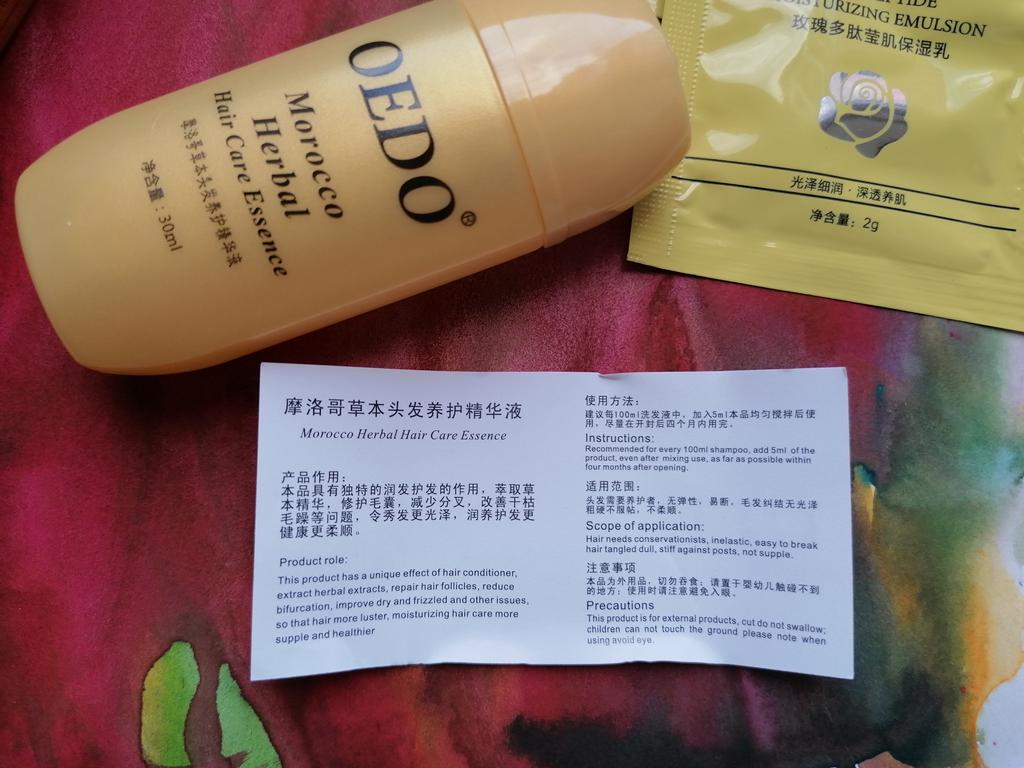 OEDO®
Morocco
Herbal
Hair Care Essence
摩洛哥草本头发养护精华液
净含量：30ml
MOISTURIZING EMULSION
玫瑰多肽莹肌保湿乳
光泽细润·深透养肌
净含量：2g
摩洛哥草本头发养护精华液
Morocco Herbal Hair Care Essence
产品作用：
本品具有独特的润发护发的作用，萃取草
本精华，修护毛囊，减少分叉，改善干枯
毛躁等问题，令秀发更光泽，润养护发更
健康更柔顺。
Product role:
This product has a unique effect of hair conditioner,
extract herbal extracts, repair hair follicles, reduce
bifurcation, improve dry and frizzled and other issues,
so that hair more luster, moisturizing hair care more
supple and healthier
使用方法：
建议每100ml洗发液中，加入5ml本品均匀搅拌后使
用，尽量在开封后四个月内用完。
Instructions:
Recommended for every 100ml shampoo, add 5ml of the
product, even after mixing use, as far as possible within
four months after opening.
适用范围：
头发需要养护者，无弹性，易断，毛发纠结无光泽
粗硬不服帖，不柔顺。
Scope of application:
Hair needs conservationists, inelastic, easy to break
hair tangled dull, stiff against posts, not supple.
注意事项
本品为外用品，切勿吞食；请置于婴幼儿触碰不到
的地方；使用时请注意避免入眼。
Precautions
This product is for external products, cut do not swallow;
children can not touch the ground please note when
using avoid eye.